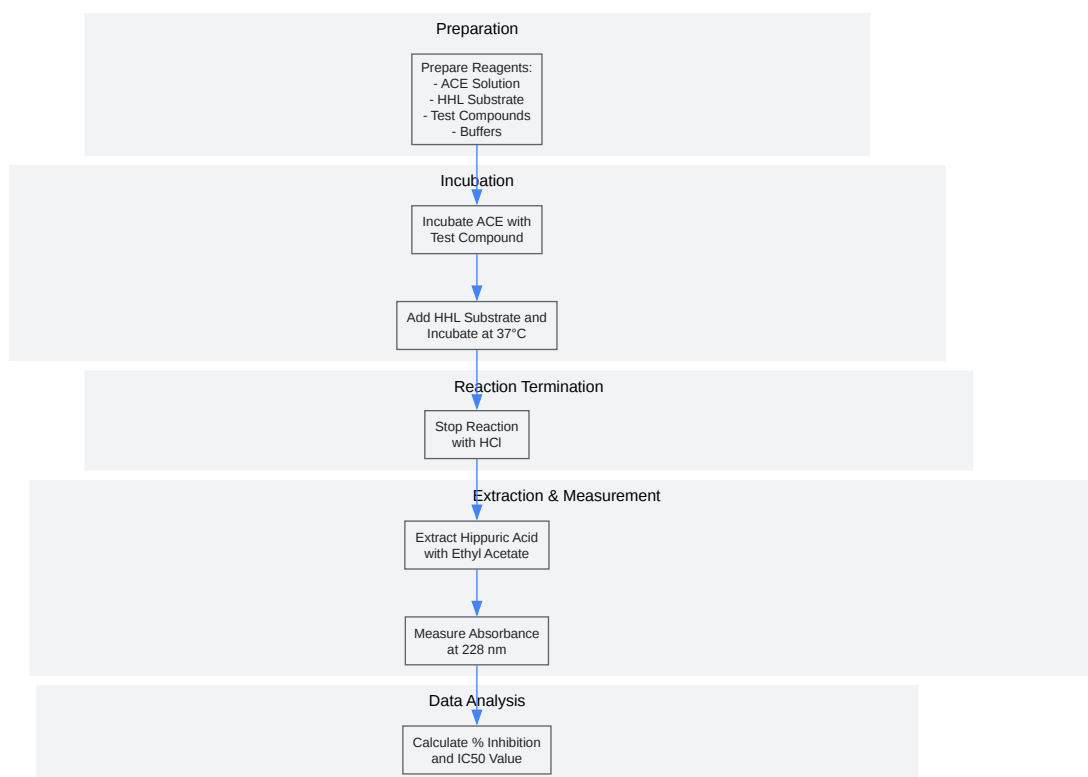 Preparation
Prepare Reagents:
- ACE Solution
- HHL Substrate
- Test Compounds
- Buffers
Incubation
Incubate ACE with
Test Compound
Add HHL Substrate and
Incubate at 37°C
Reaction Termination
Stop Reaction
with HCl
Extraction & Measurement
Extract Hippuric Acid
with Ethyl Acetate
Measure Absorbance
at 228 nm
Data Analysis
Calculate % Inhibition
and IC50 Value